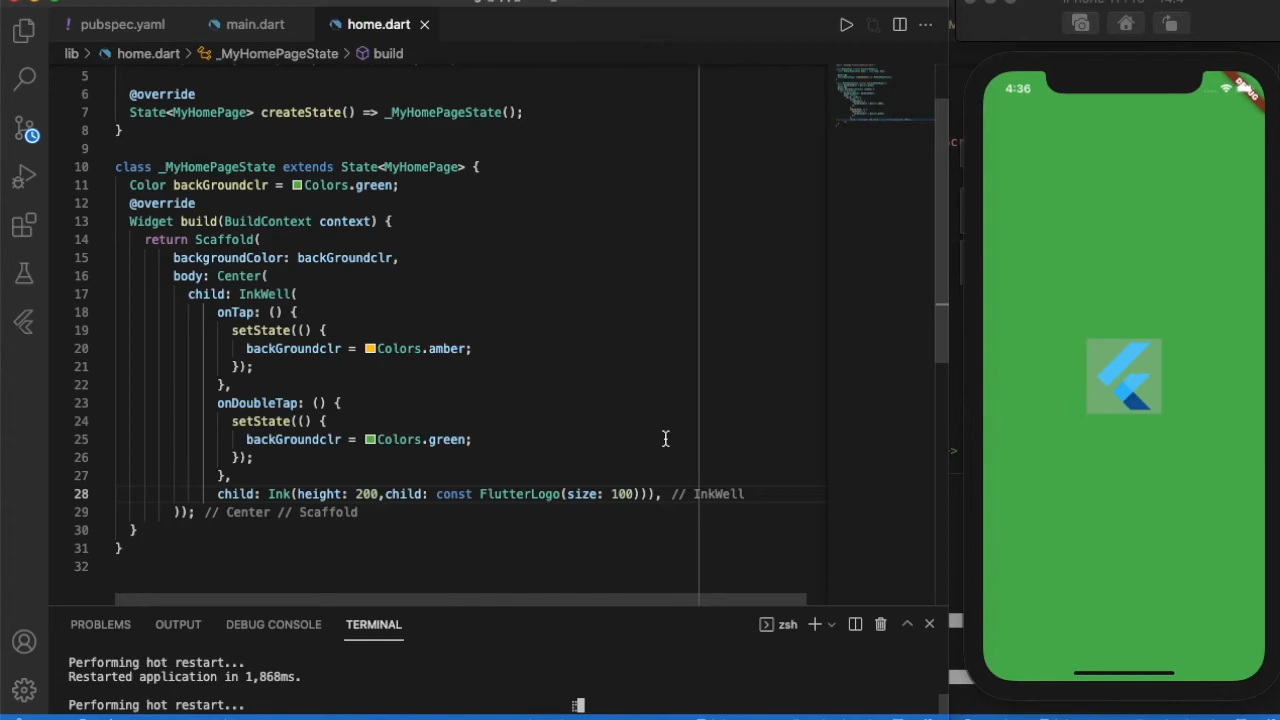 pubspec.yaml
main.dart
home.dart
lib > home.dart > _MyHomePageState > build
5
6 @override
7 State<MyHomePage> createState() => _MyHomePageState();
8 }
9
10 class _MyHomePageState extends State<MyHomePage> {
11 Color backGroundclr = Colors.green;
12 @override
13 Widget build(BuildContext context) {
14 return Scaffold(
15 backgroundColor: backGroundclr,
16 body: Center(
17 child: InkWell(
18 onTap: () {
19 setState(() {
20 backGroundclr = Colors.amber;
21 });
22 },
23 onDoubleTap: () {
24 setState(() {
25 backGroundclr = Colors.green;
26 });
27 },
28 child: Ink(height: 200,child: const FlutterLogo(size: 100))), // InkWell
29 )); // Center // Scaffold
30 }
31 }
32
PROBLEMS
OUTPUT
DEBUG CONSOLE
TERMINAL
zsh
Performing hot restart...
Restarted application in 1,868ms.
Performing hot restart...
4:36
DEBUG